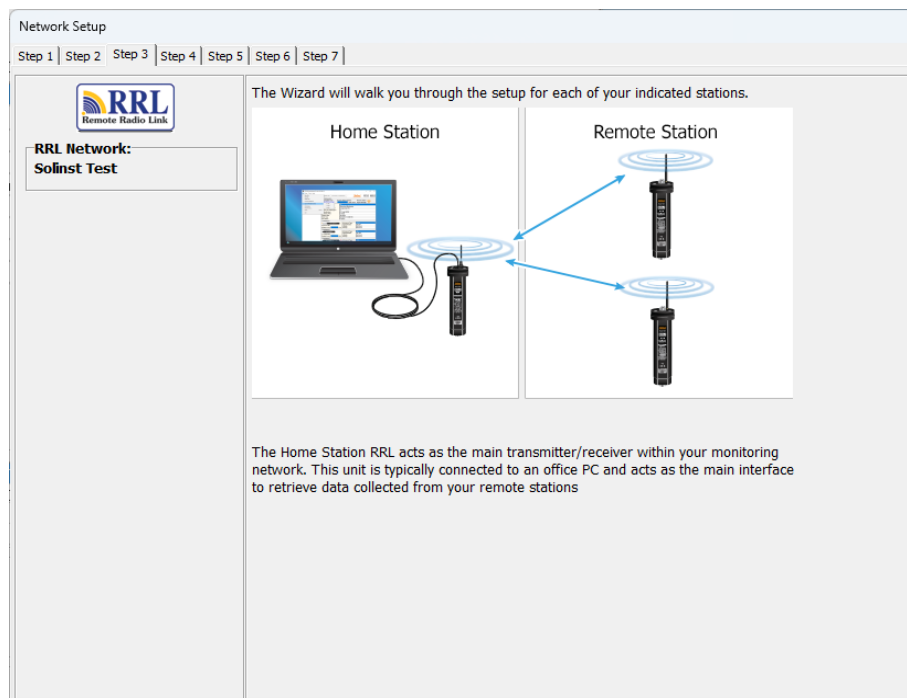 Network Setup
Step 1 Step 2 Step 3 Step 4 Step 5 Step 6 Step 7
RRL
Remote Radio Link
RRL Network:
Solinst Test
The Wizard will walk you through the setup for each of your indicated stations.
Home Station
Remote Station
The Home Station RRL acts as the main transmitter/receiver within your monitoring
network. This unit is typically connected to an office PC and acts as the main interface
to retrieve data collected from your remote stations